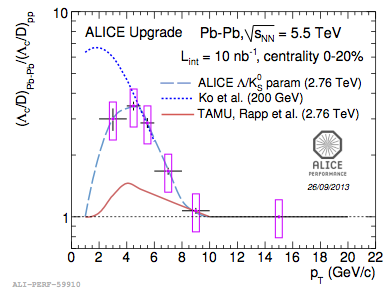 10
ALICE Upgrade Pb-Pb,√sNN = 5.5 TeV
Lint = 10 nb-1, centrality 0-20%
ALICE Λ/K0S param (2.76 TeV)
Ko et al. (200 GeV)
TAMU, Rapp et al. (2.76 TeV)
(Λc/D)Pb-Pb/(Λc/D)pp
ALICE
PERFORMANCE
26/09/2013
1
0 2 4 6 8 10 12 14 16 18 20 22
pT (GeV/c)
ALI-PERF-59910